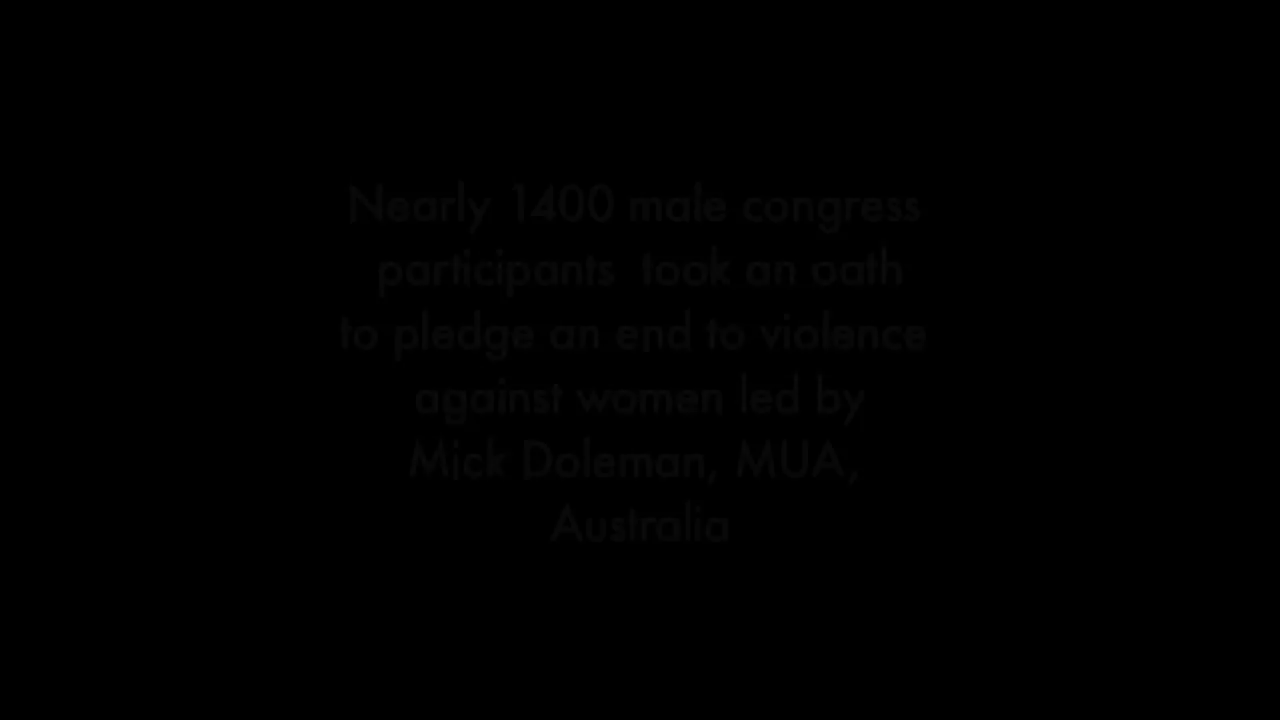 Nearly 1400 male congress
participants took an oath
to pledge an end to violence
against women led by
Mick Doleman, MUA,
Australia